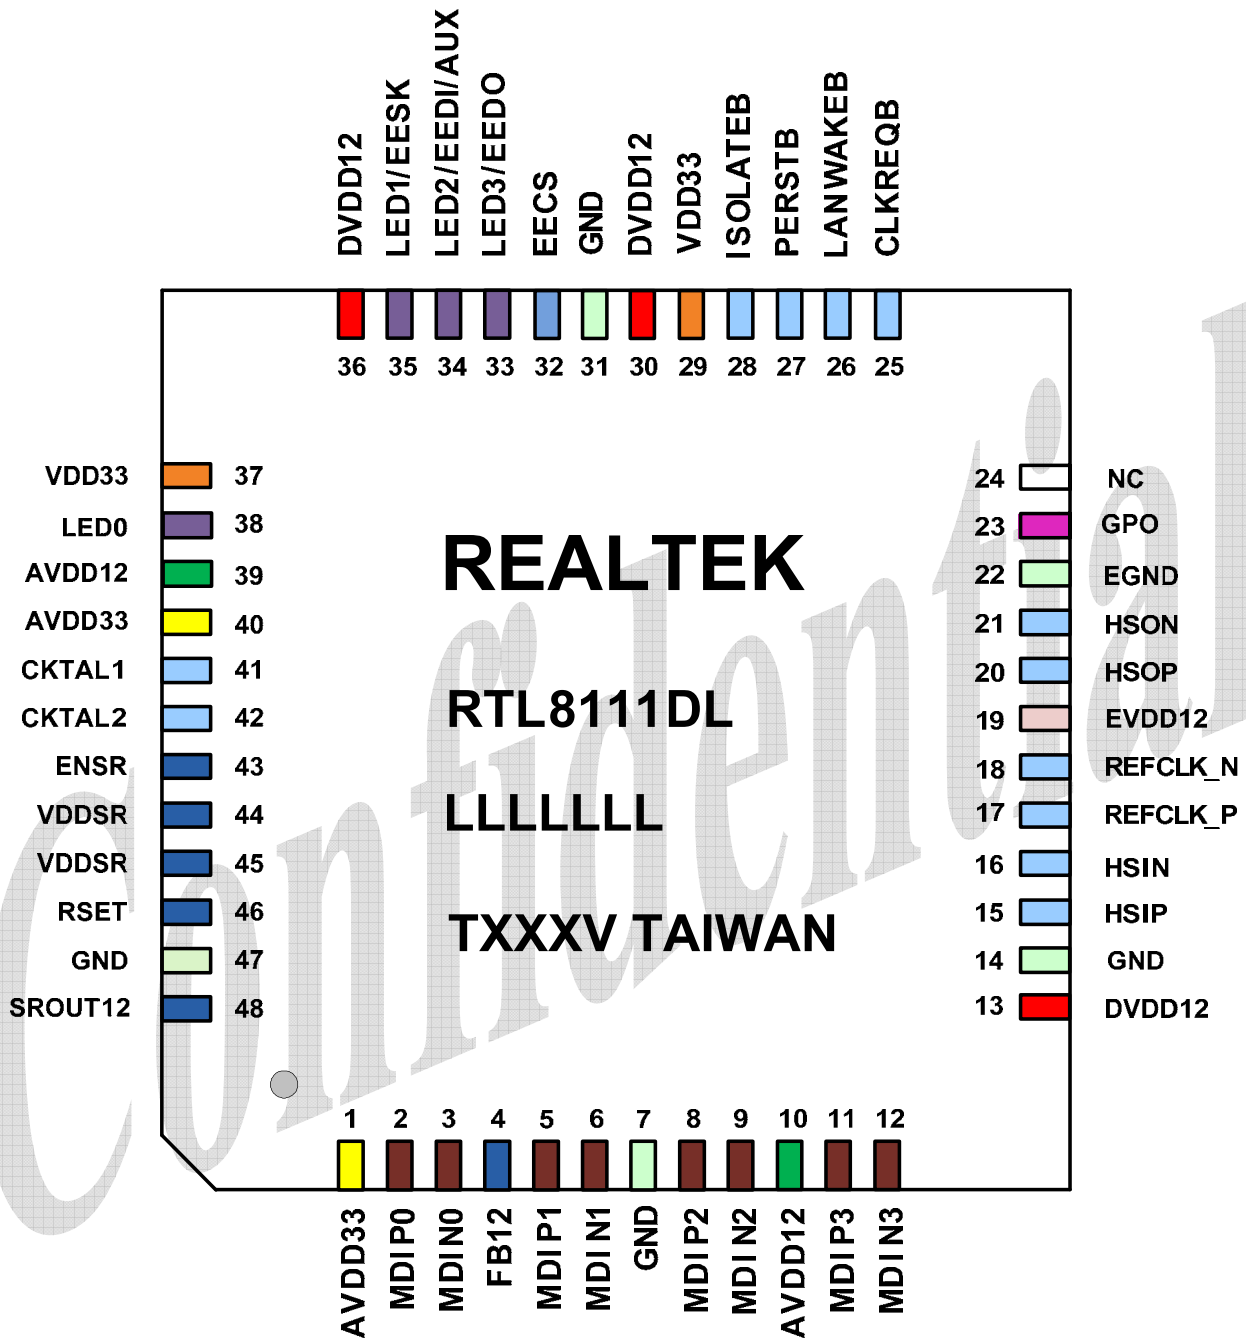 DVDD12
LED1/EESK
LED2/EEDI/AUX
LED3/EEDO
EECS
GND
DVDD12
VDD33
ISOLATEB
PERSTB
LANWAKEB
CLKREQB
36 35 34 33 32 31 30 29 28 27 26 25
VDD33 37
LED0 38
AVDD12 39
AVDD33 40
CKTAL1 41
CKTAL2 42
ENSR 43
VDDSR 44
VDDSR 45
RSET 46
GND 47
SROUT12 48
REALTEK
RTL8111DL
LLLLLLL
TXXXV TAIWAN
24 NC
23 GPO
22 EGND
21 HSON
20 HSOP
19 EVDD12
18 REFCLK_N
17 REFCLK_P
16 HSIN
15 HSIP
14 GND
13 DVDD12
1 2 3 4 5 6 7 8 9 10 11 12
AVDD33
MDIP0
MDIN0
FB12
MDIP1
MDIN1
GND
MDIP2
MDIN2
AVDD12
MDIP3
MDIN3
Confidential